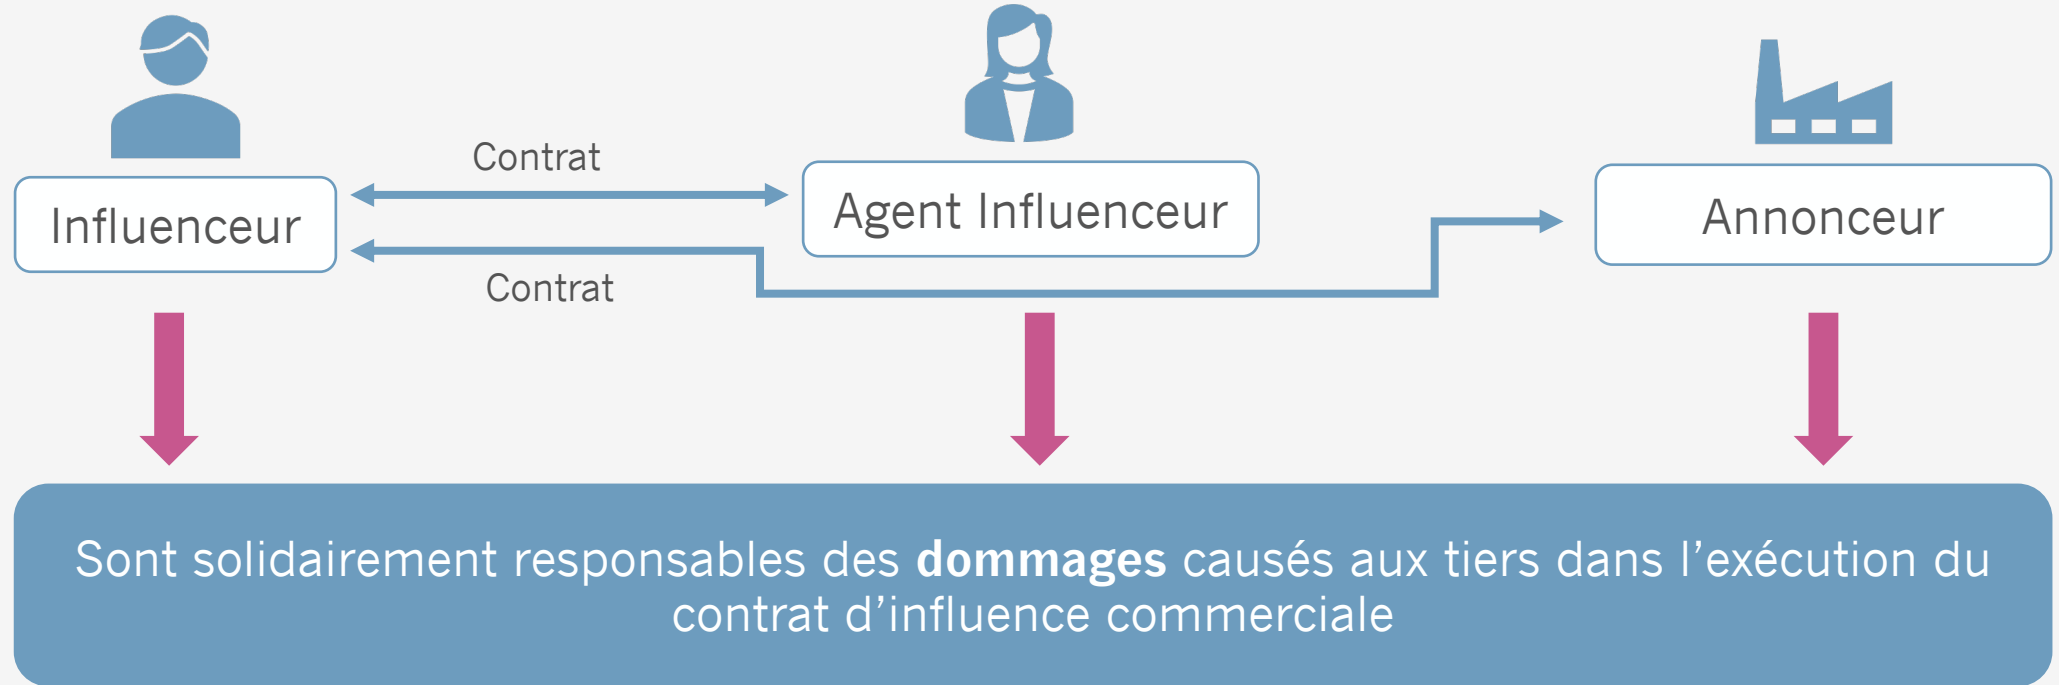 Contrat
Influenceur
Agent Influenceur
Annonceur
Contrat
Sont solidairement responsables des dommages causés aux tiers dans l’exécution du
contrat d’influence commerciale